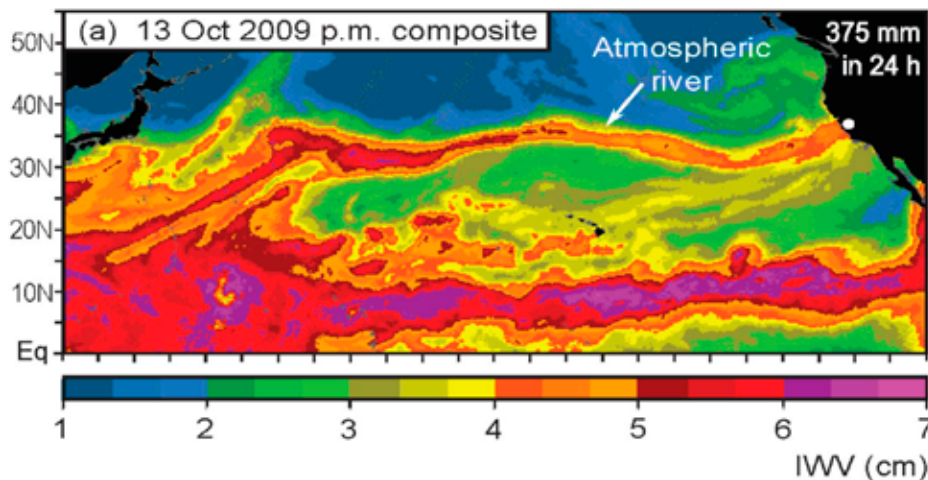 (a) 13 Oct 2009 p.m. composite
375 mm
in 24 h
Atmospheric
river
50N
40N
30N
20N
10N
Eq
1 2 3 4 5 6 7
IWV (cm)